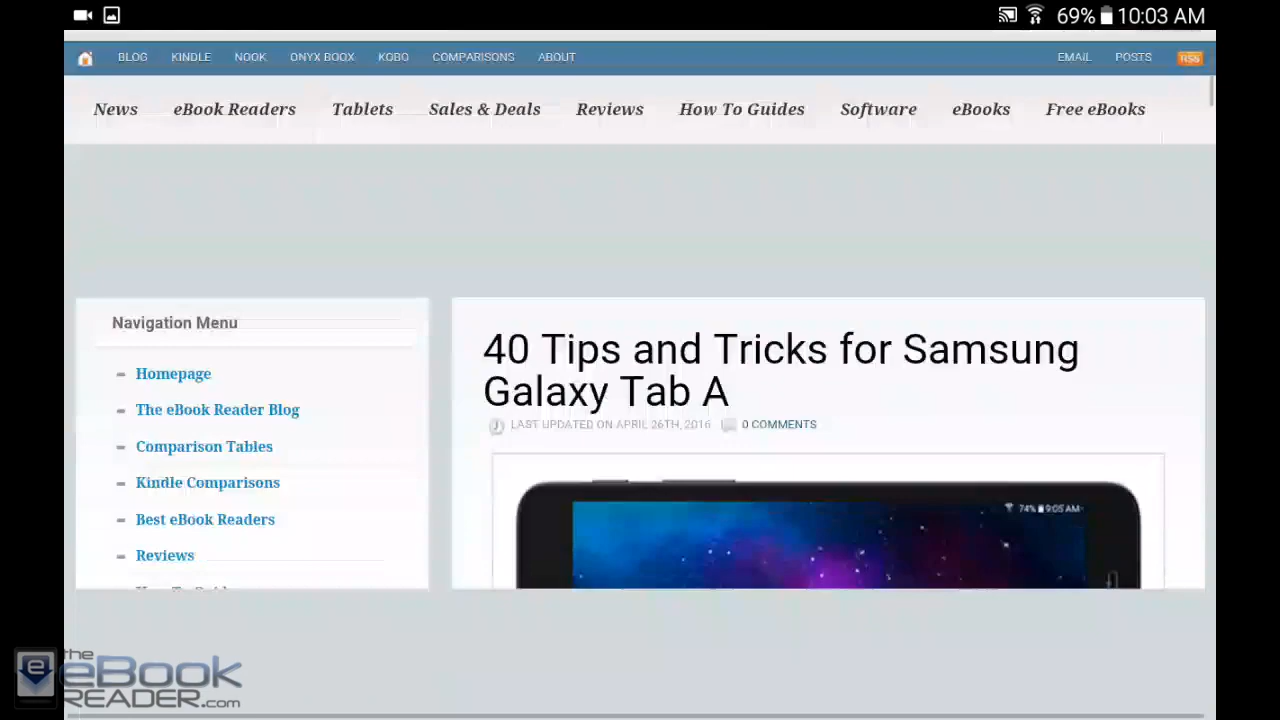 69% 10:03 AM
BLOG KINDLE NOOK ONYX BOOX KOBO COMPARISONS ABOUT EMAIL POSTS RSS
News eBook Readers Tablets Sales & Deals Reviews How To Guides Software eBooks Free eBooks
Navigation Menu
Homepage
The eBook Reader Blog
Comparison Tables
Kindle Comparisons
Best eBook Readers
Reviews
40 Tips and Tricks for Samsung
Galaxy Tab A
LAST UPDATED ON APRIL 26TH, 2016 0 COMMENTS
74% 9:05 AM
the
eBook
READER.com